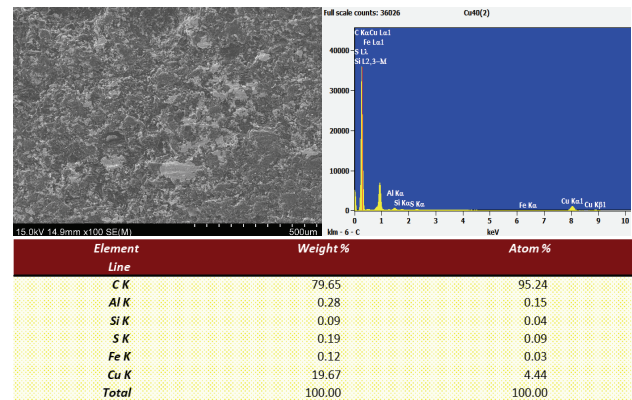 Full scale counts: 36026 Cu40(2)
C KαCu Lα1
Fe Lα1
S Lλ
Si L2,3-M
40000
30000
20000
10000
0
Al Kα
Si KαS Kα
Fe Kα
Cu Kα1
Cu Kβ1
0 1 2 3 4 5 6 7 8 9 10
klm - 6 - C keV
15.0kV 14.9mm x100 SE(M) 500um
Element Weight % Atom %
Line
C K 79.65 95.24
Al K 0.28 0.15
Si K 0.09 0.04
S K 0.19 0.09
Fe K 0.12 0.03
Cu K 19.67 4.44
Total 100.00 100.00